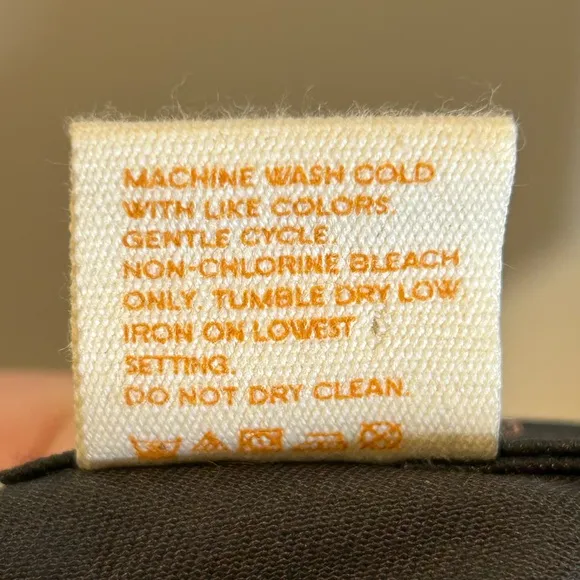 MACHINE WASH COLD
WITH LIKE COLORS.
GENTLE CYCLE
NON-CHLORINE BLEACH
ONLY. TUMBLE DRY LOW
IRON ON LOWEST
SETTING.
DO NOT DRY CLEAN.